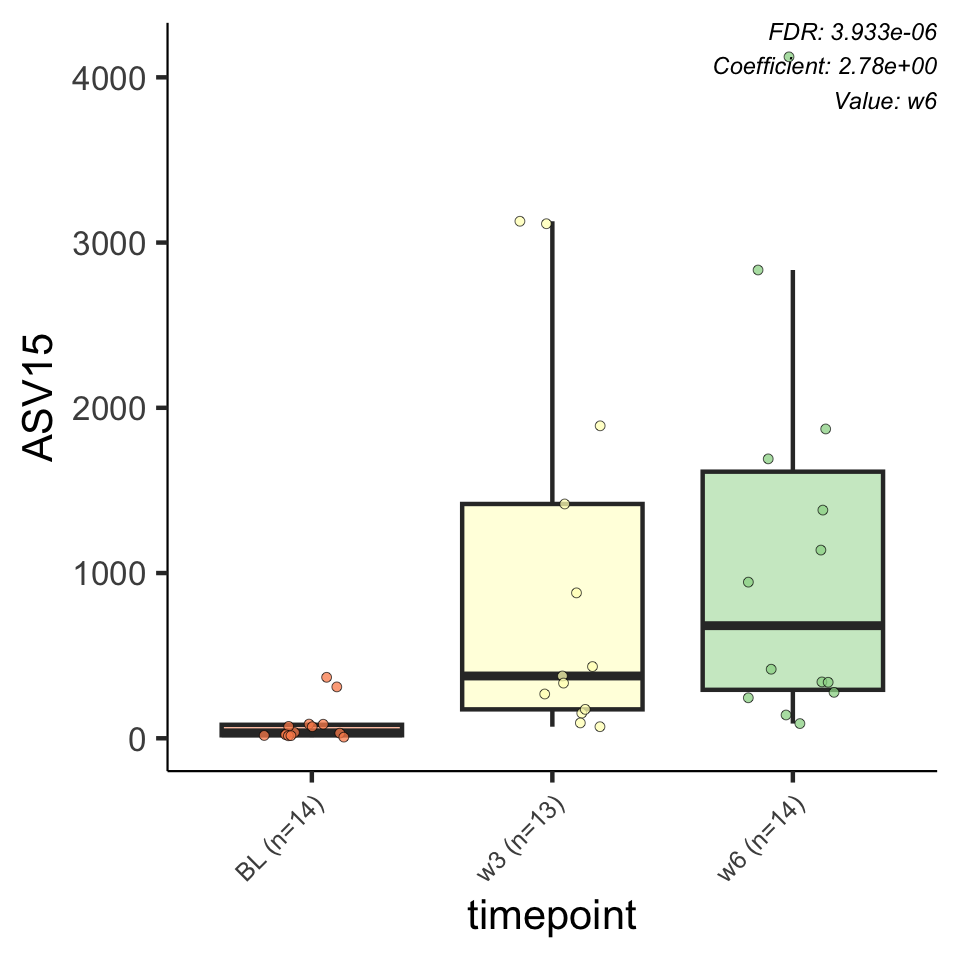 FDR: 3.933e-06
Coefficient: 2.78e+00
Value: w6
4000
3000
2000
1000
0
ASV15
BL (n=14)
w3 (n=13)
w6 (n=14)
timepoint